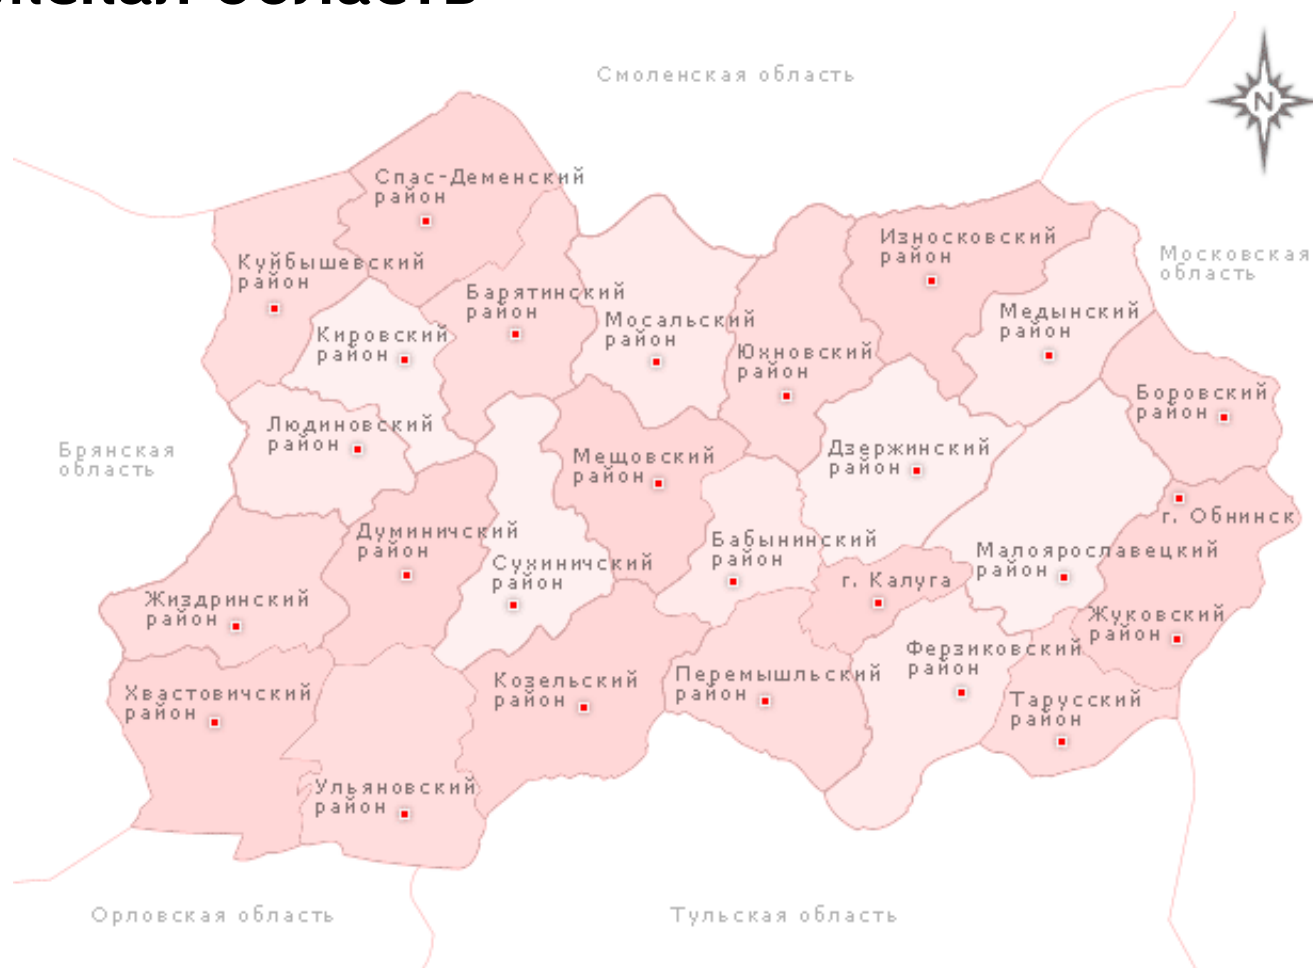 область
Смоленская область
N
Спас-Деменский
район
Износковский
район
Московская
область
Куйбышевский
район
Барятинский
район
Мосальский
район
Медынский
район
Кировский
район
Юхновский
район
Боровский
район
Людиновский
район
Брянская
область
Мещовский
район
Дзержинский
район
г. Обнинск
Думиничский
район
Бабынинский
район
Малоярославецкий
район
Сухиничский
район
г. Калуга
Жиздринский
район
Жуковский
район
Ферзиковский
район
Козельский
район
Перемышльский
район
Хвастовичский
район
Тарусский
район
Ульяновский
район
Орловская область
Тульская область